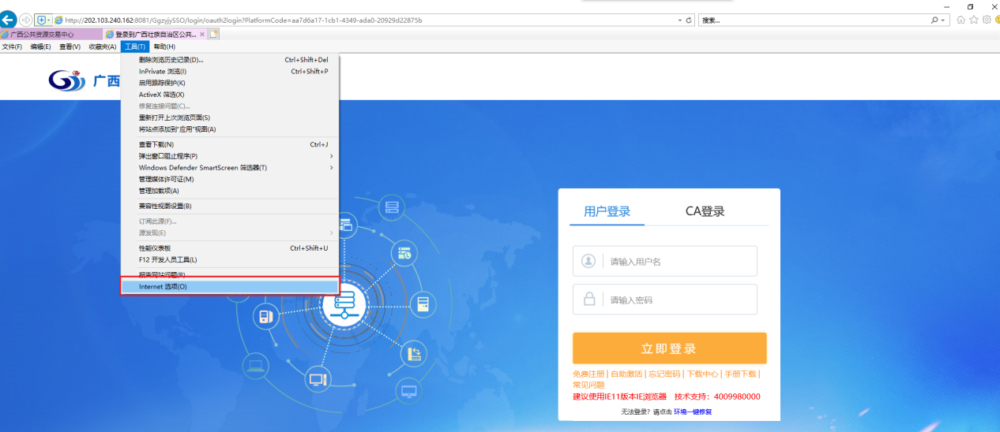 http://202.103.240.162:8081/GgzyjySSO/login/oauth2login?PlatformCode=aa7d6a17-1cb1-4349-ada0-20929d22875b
搜索...
广西公共资源交易中心
登录到广西壮族自治区公共...
文件(F) 编辑(E) 查看(V) 收藏夹(A) 工具(T) 帮助(H)
删除浏览历史记录(D)... Ctrl+Shift+Del
InPrivate 浏览(I) Ctrl+Shift+P
启用跟踪保护(K)
ActiveX 筛选(X)
修复连接问题(C)...
重新打开上次浏览页面(S)
将站点添加到“应用”视图(A)
查看下载(N) Ctrl+J
弹出窗口阻止程序(P)
Windows Defender SmartScreen 筛选器(T)
管理媒体许可证(M)
管理加载项(A)
兼容性视图设置(B)
订阅此源(F)...
源发现(E)
性能仪表板 Ctrl+Shift+U
F12 开发人员工具(L)
报告网站问题(R)
Internet 选项(O)
广西
用户登录 CA登录
请输入用户名
请输入密码
立即登录
免费注册 | 自助激活 | 忘记密码 | 下载中心 | 手册下载 |
常见问题
建议使用IE11版本IE浏览器 技术支持：4009980000
无法登录？请点击 环境一键修复